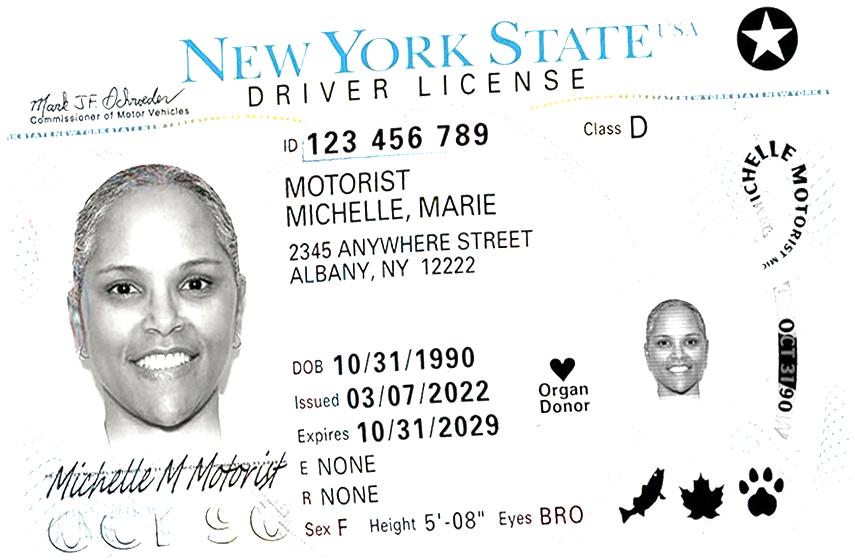 NEW YORK STATE USA
DRIVER LICENSE
Mark J.F. Schroeder
Commissioner of Motor Vehicles
ID 123 456 789
Class D
MOTORIST
MICHELLE, MARIE
2345 ANYWHERE STREET
ALBANY, NY 12222
MICHELLE MOTORIST MIC
DOB 10/31/1990
Issued 03/07/2022
Expires 10/31/2029
Organ
Donor
OCT 31/90
E NONE
R NONE
Sex F Height 5'-08" Eyes BRO
Michelle M Motorist
OCT 90